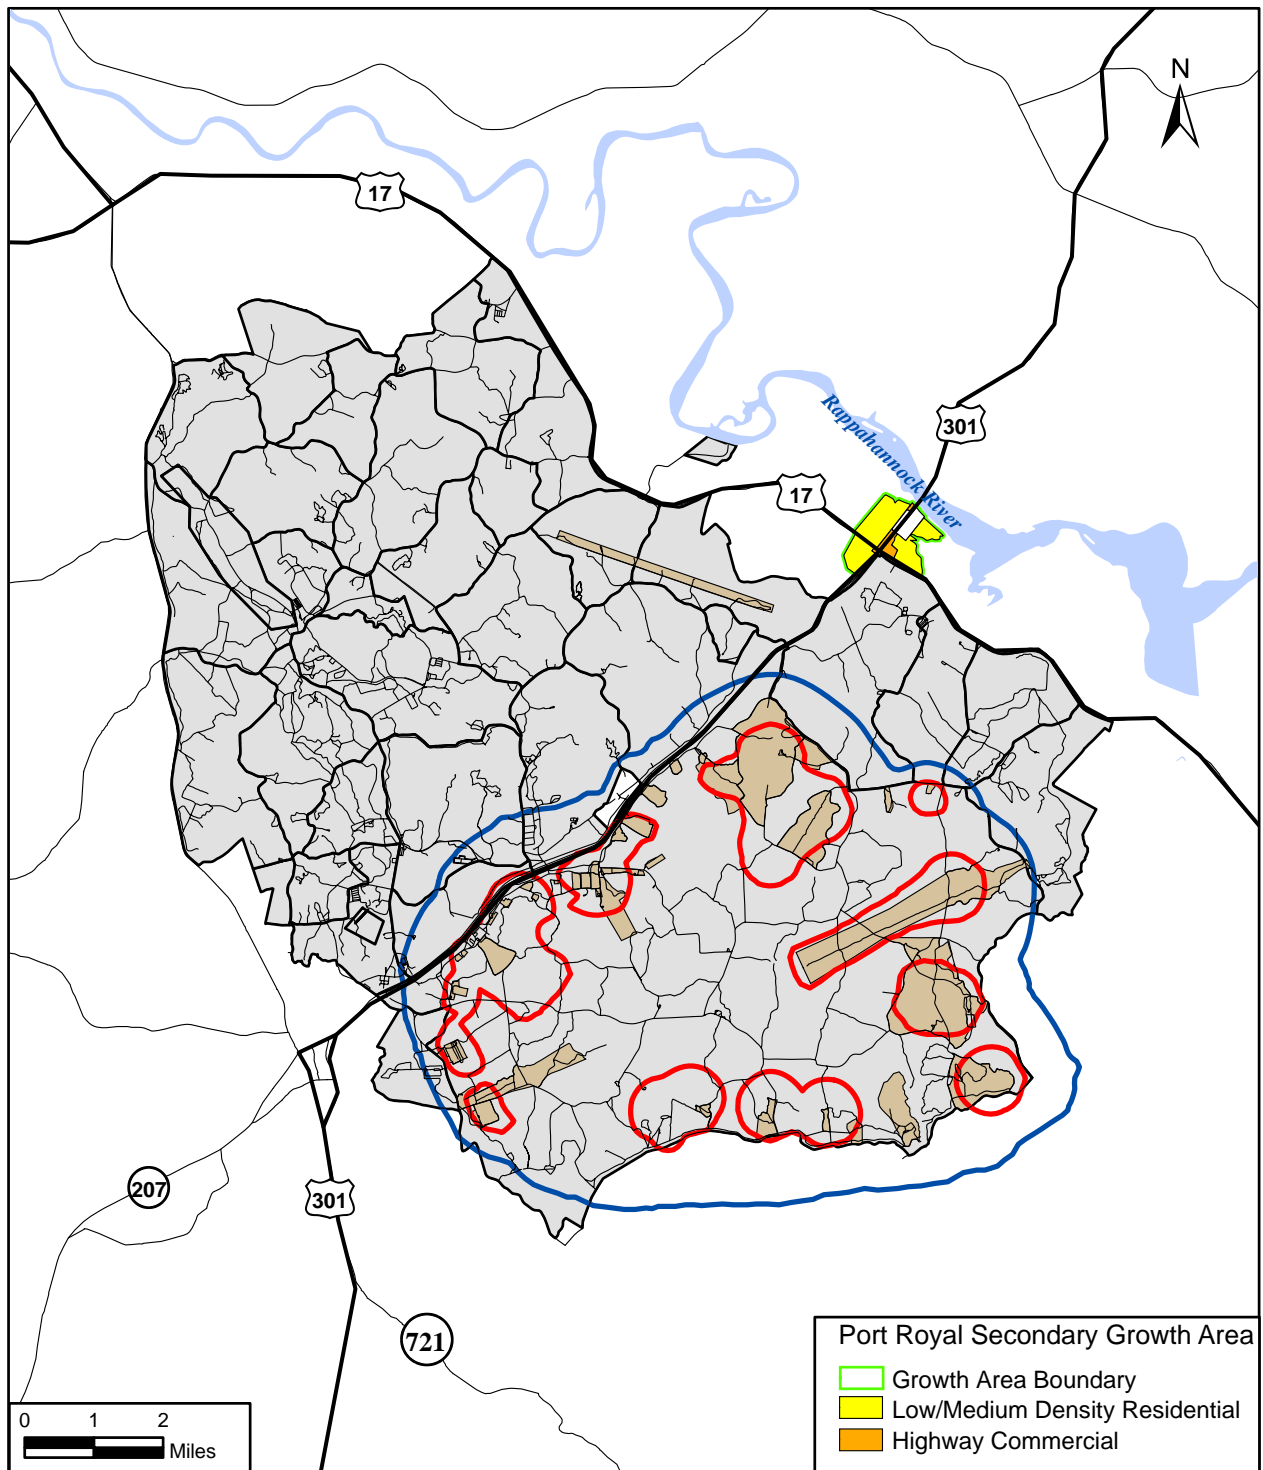 N
17
301
Rappahannock River
17
207
301
721
Port Royal Secondary Growth Area
Growth Area Boundary
Low/Medium Density Residential
Highway Commercial
0 1 2
Miles